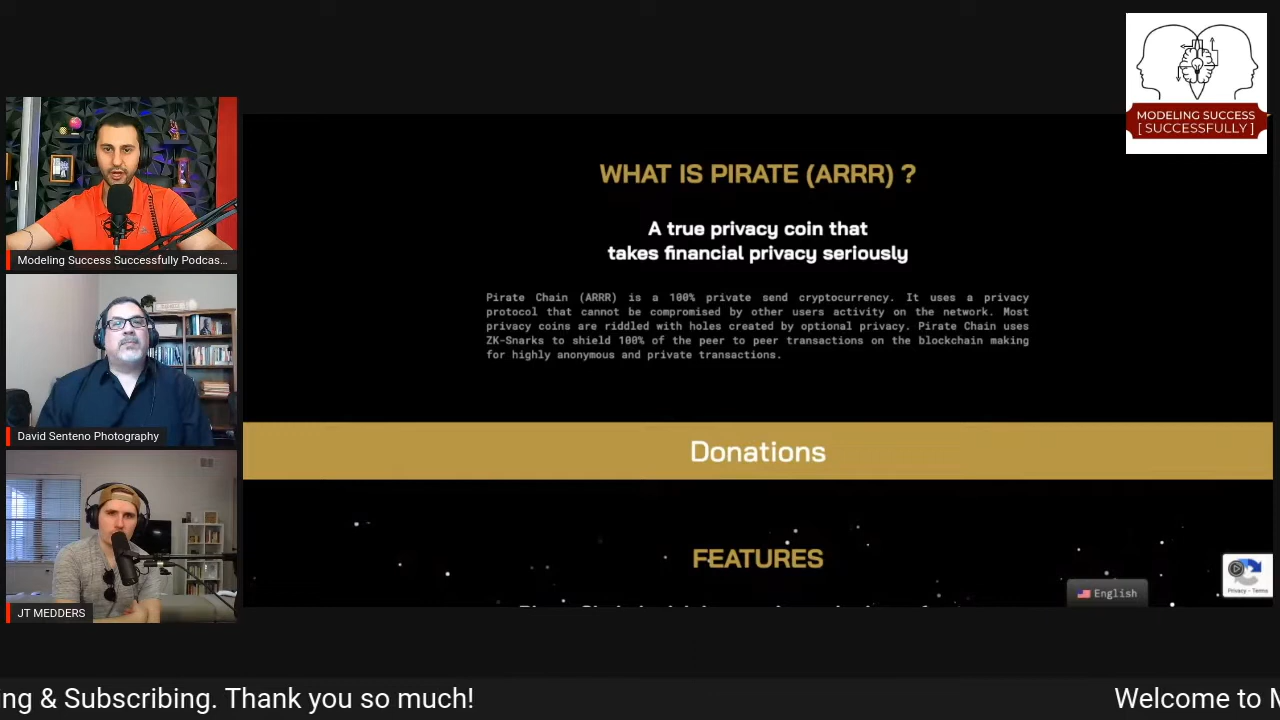 MODELING SUCCESS
[ SUCCESSFULLY ]
WHAT IS PIRATE (ARRR) ?
A true privacy coin that
takes financial privacy seriously
Pirate Chain (ARRR) is a 100% private send cryptocurrency. It uses a privacy
protocol that cannot be compromised by other users activity on the network. Most
privacy coins are riddled with holes created by optional privacy. Pirate Chain uses
ZK-Snarks to shield 100% of the peer to peer transactions on the blockchain making
for highly anonymous and private transactions.
Modeling Success Successfully Podcas...
David Senteno Photography
JT MEDDERS
Donations
FEATURES
English
Privacy - Terms
ng & Subscribing. Thank you so much!
Welcome to M